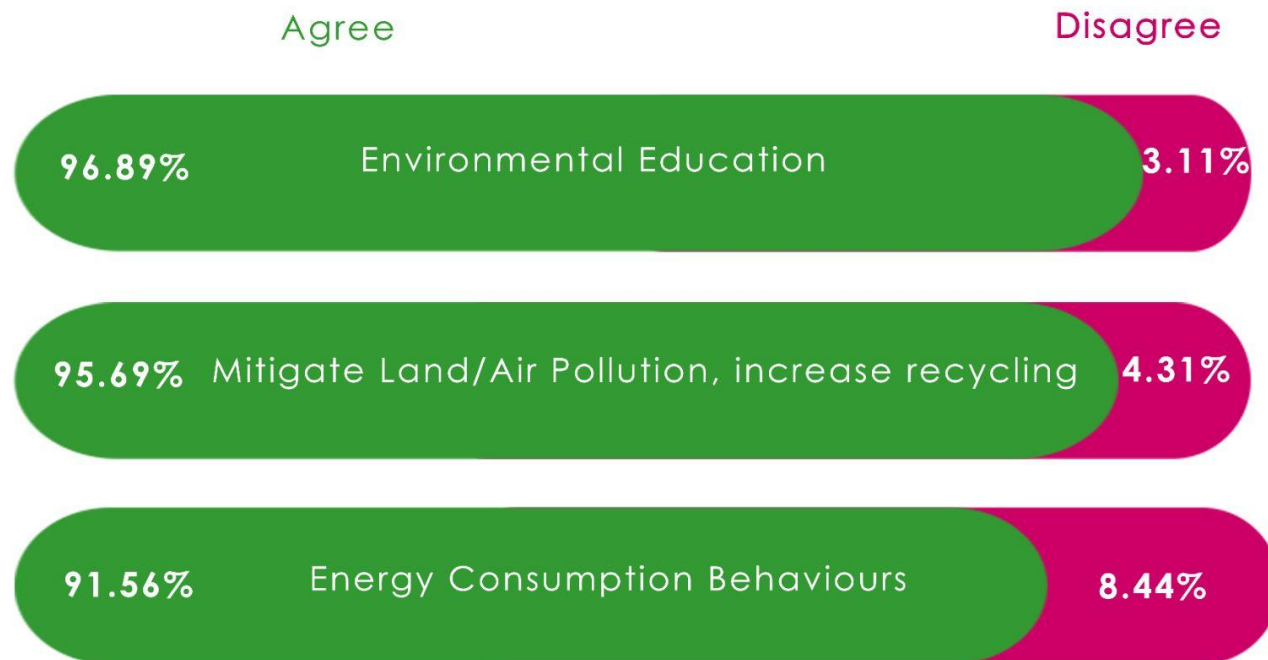 Agree Disagree
96.89% Environmental Education 3.11%
95.69% Mitigate Land/Air Pollution, increase recycling 4.31%
91.56% Energy Consumption Behaviours 8.44%